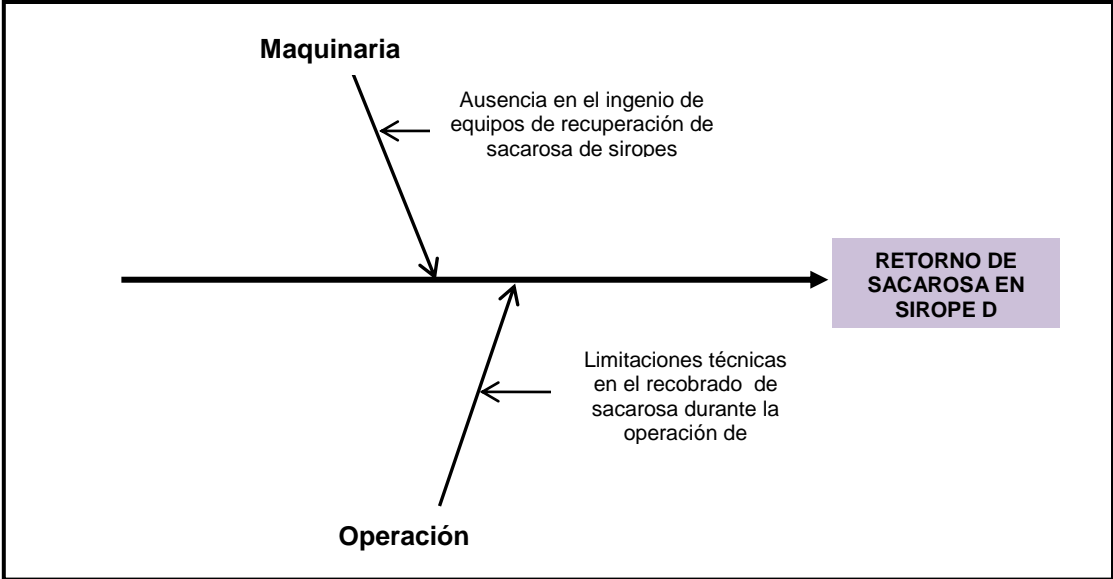 Maquinaria
Ausencia en el ingenio de
equipos de recuperación de
sacarosa de siropes
RETORNO DE
SACAROSA EN
SIROPE D
Limitaciones técnicas
en el recobrado de
sacarosa durante la
operación de
Operación